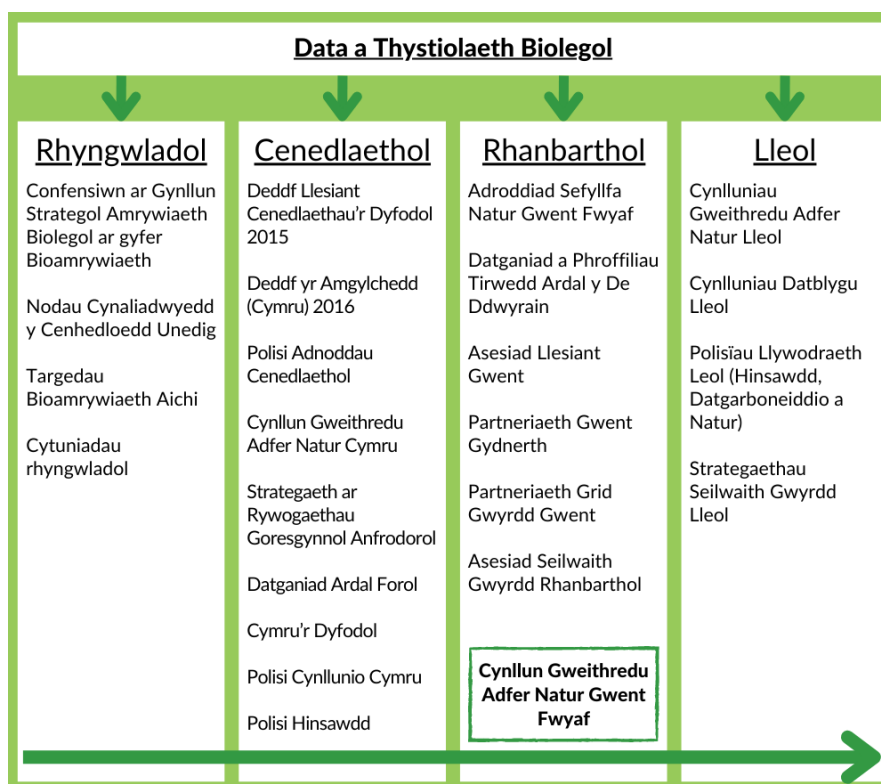 Data a Thystiolaeth Biolegol
Rhyngwladol
Confensiwn ar Gynllun
Strategol Amrywiaeth
Biolegol ar gyfer
Bioamrywiaeth
Nodau Cynaliadwyedd
y Cenhedloedd Unedig
Targedau
Bioamrywiaeth Aichi
Cytuniadau
rhyngwladol
Cenedlaethol
Deddf Llesiant
Cenedlaethau'r Dyfodol
2015
Deddf yr Amgylchedd
(Cymru) 2016
Polisi Adnoddau
Cenedlaethol
Cynllun Gweithredu
Adfer Natur Cymru
Strategaeth ar
Rywogaethau
Goresgynnol Anfrodorol
Datganiad Ardal Forol
Cymru'r Dyfodol
Polisi Cynllunio Cymru
Polisi Hinsawdd
Rhanbarthol
Adroddiad Sefyllfa
Natur Gwent Fwyaf
Datganiad a Phroffiliau
Tirwedd Ardal y De
Ddwyrain
Asesiad Llesiant
Gwent
Partneriaeth Gwent
Gydnerth
Partneriaeth Grid
Gwyrdd Gwent
Asesiad Seilwaith
Gwyrdd Rhanbarthol
Cynllun Gweithredu
Adfer Natur Gwent
Fwyaf
Lleol
Cynlluniau
Gweithredu Adfer
Natur Lleol
Cynlluniau Datblygu
Lleol
Polisïau Llywodraeth
Leol (Hinsawdd,
Datgarboneiddio a
Natur)
Strategaethau
Seilwaith Gwyrdd
Lleol